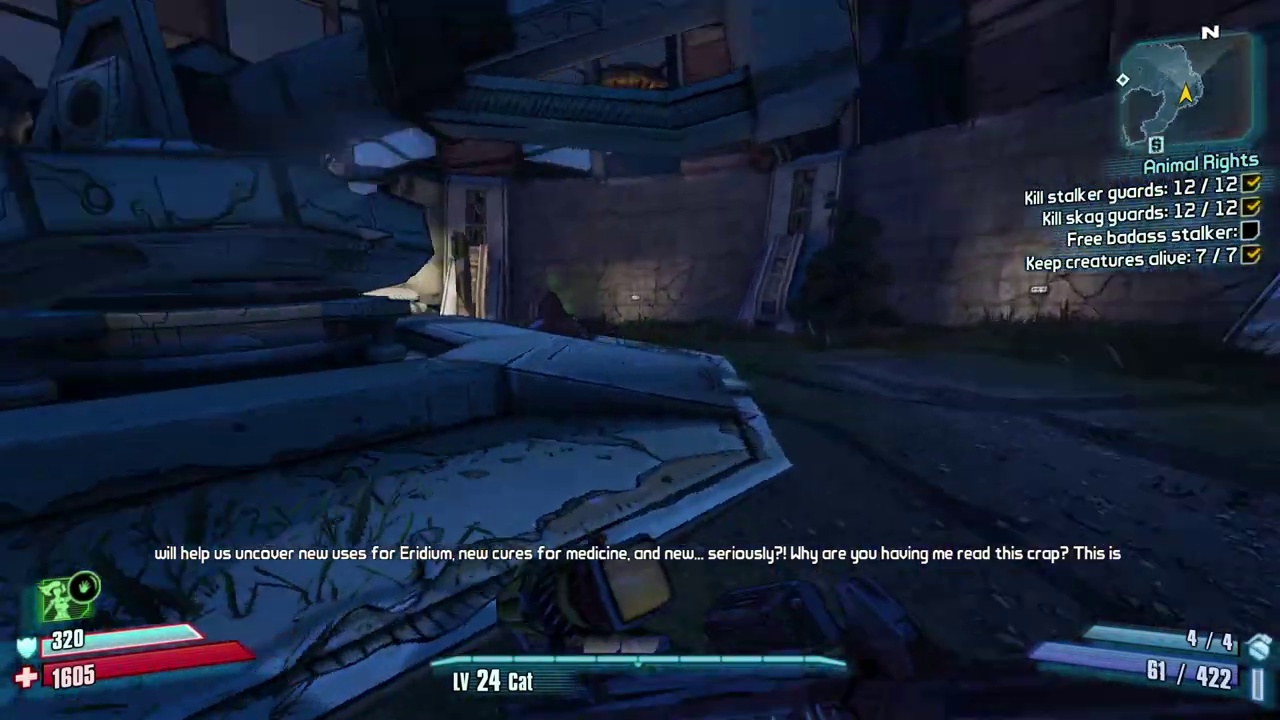 N
Animal Rights
Kill stalker guards: 12 / 12
Kill skag guards: 12 / 12
Free badass stalker:
Keep creatures alive: 7 / 7
will help us uncover new uses for Eridium, new cures for medicine, and new... seriously?! Why are you having me read this crap? This is
320
1605
LV 24 Cat
4 / 4
61 / 422